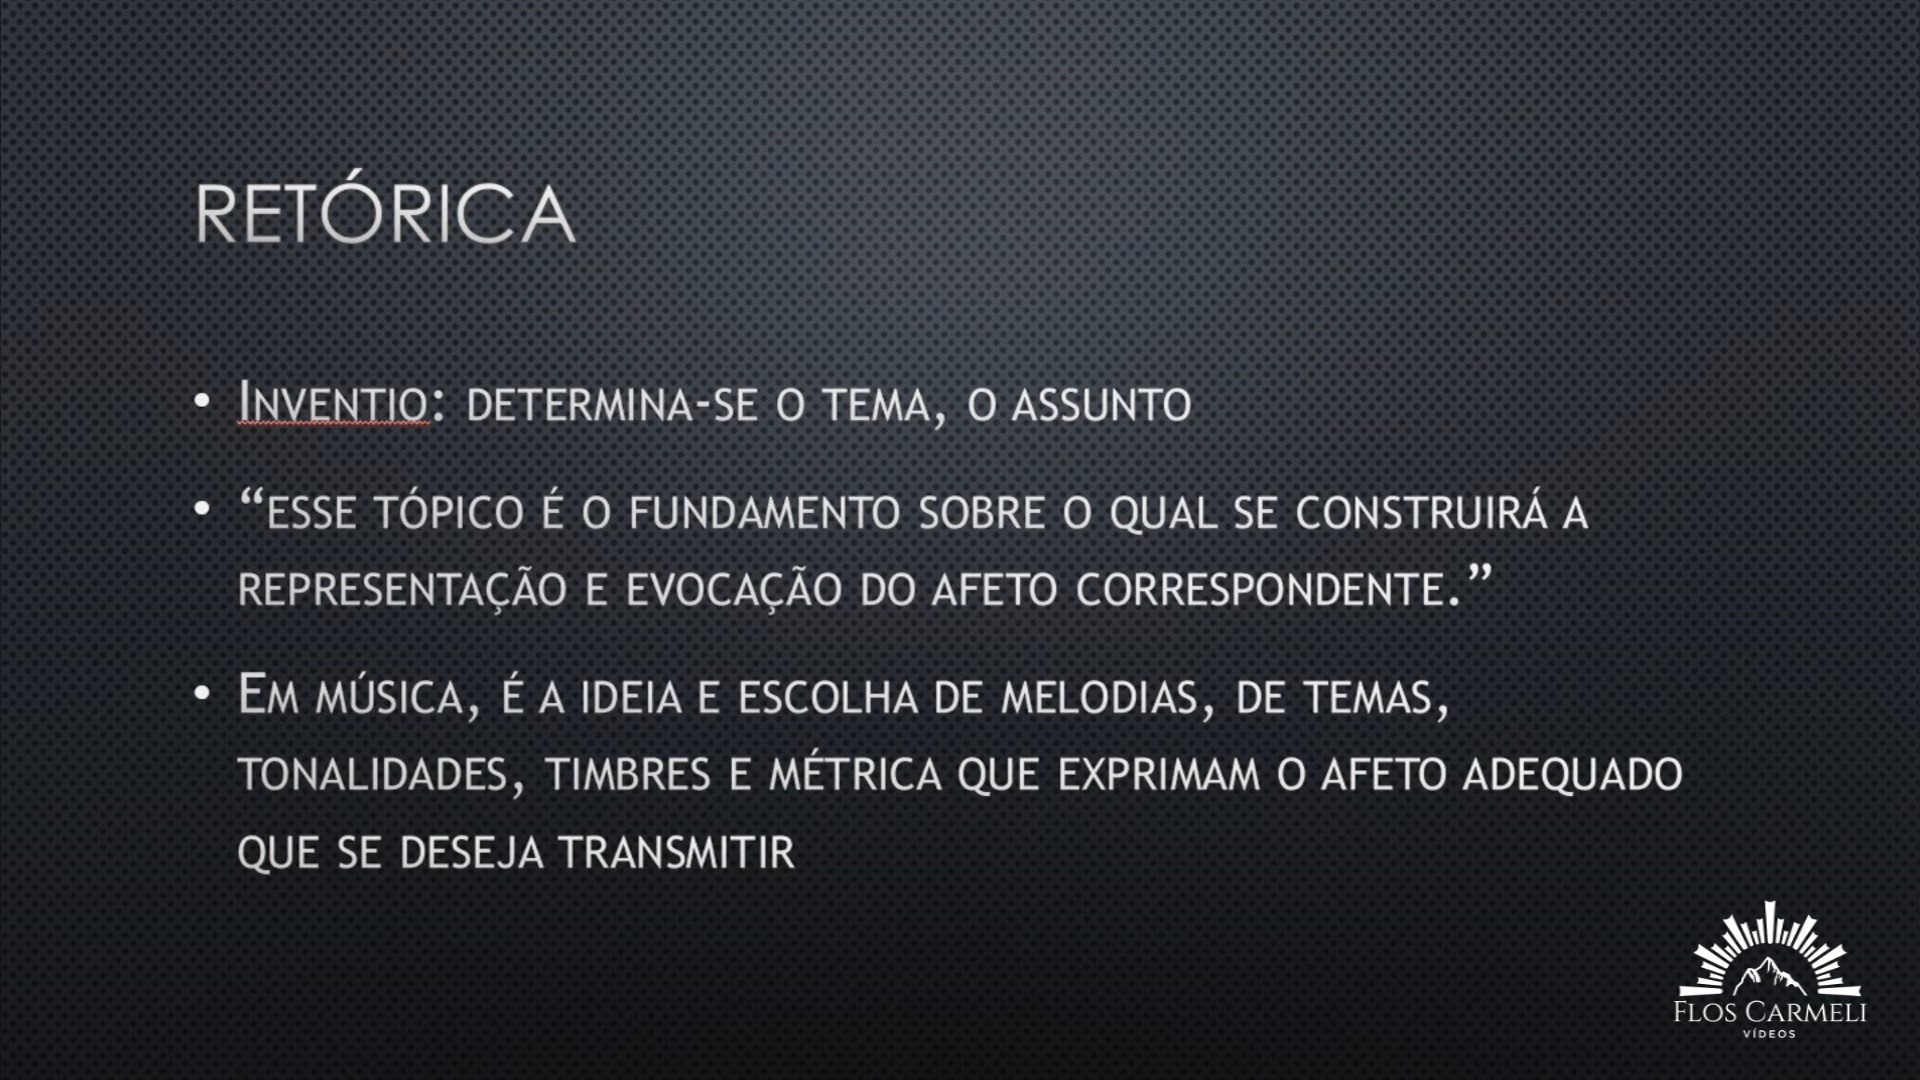 RETÓRICA
• INVENTIO: DETERMINA-SE O TEMA, O ASSUNTO
• “ESSE TÓPICO É O FUNDAMENTO SOBRE O QUAL SE CONSTRUIRÁ A
REPRESENTAÇÃO E EVOCAÇÃO DO AFETO CORRESPONDENTE.”
• EM MÚSICA, É A IDEIA E ESCOLHA DE MELODIAS, DE TEMAS,
TONALIDADES, TIMBRES E MÉTRICA QUE EXPRIMAM O AFETO ADEQUADO
QUE SE DESEJA TRANSMITIR
FLOS CARMELI
VÍDEOS